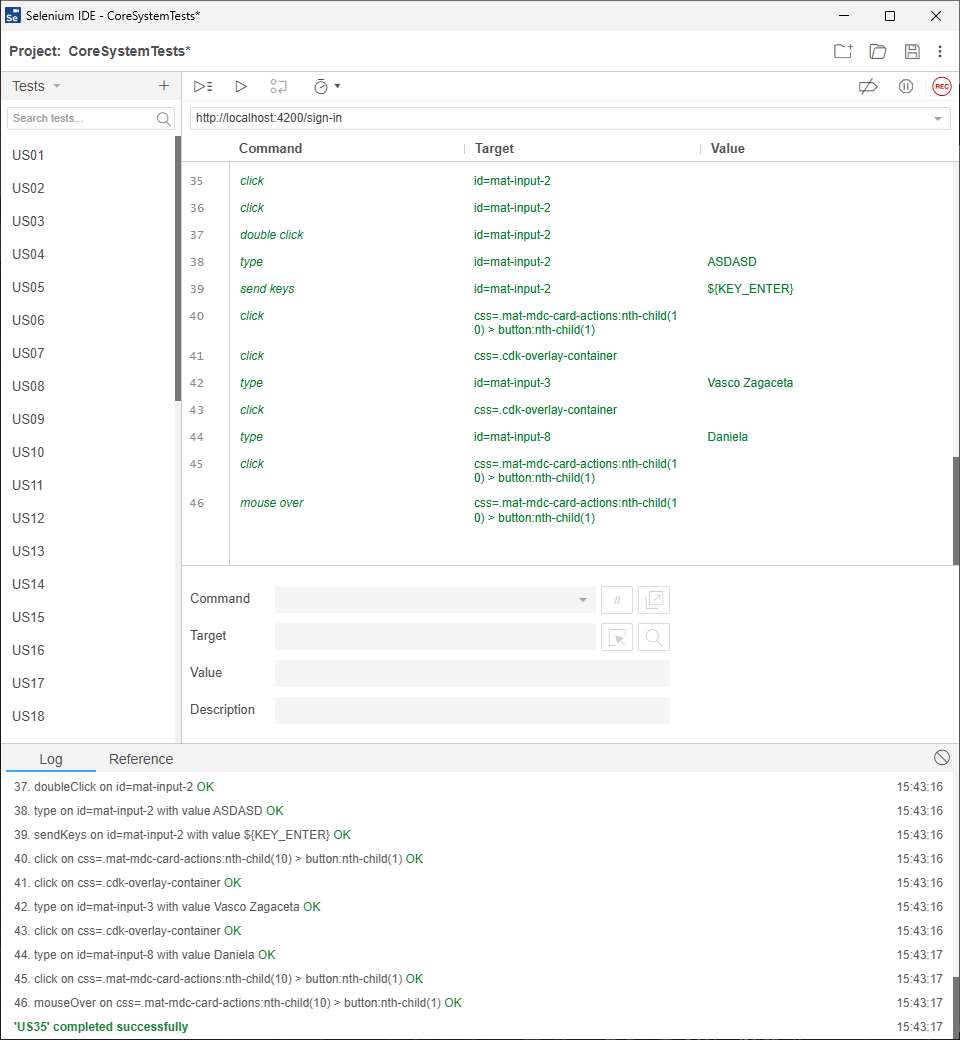 Se Selenium IDE - CoreSystemTests*
Project: CoreSystemTests*
Tests
REC
Search tests...
http://localhost:4200/sign-in
Command Target Value
US01
US02
US03
US04
US05
US06
US07
US08
US09
US10
US11
US12
US13
US14
US15
US16
US17
US18
35 click id=mat-input-2
36 click id=mat-input-2
37 double click id=mat-input-2
38 type id=mat-input-2 ASDASD
39 send keys id=mat-input-2 ${KEY_ENTER}
40 click css=.mat-mdc-card-actions:nth-child(1
0) > button:nth-child(1)
41 click css=.cdk-overlay-container
42 type id=mat-input-3 Vasco Zagaceta
43 click css=.cdk-overlay-container
44 type id=mat-input-8 Daniela
45 click css=.mat-mdc-card-actions:nth-child(1
0) > button:nth-child(1)
46 mouse over css=.mat-mdc-card-actions:nth-child(1
0) > button:nth-child(1)
Command //
Target
Value
Description
Log Reference
37. doubleClick on id=mat-input-2 OK 15:43:16
38. type on id=mat-input-2 with value ASDASD OK 15:43:16
39. sendKeys on id=mat-input-2 with value ${KEY_ENTER} OK 15:43:16
40. click on css=.mat-mdc-card-actions:nth-child(10) > button:nth-child(1) OK 15:43:16
41. click on css=.cdk-overlay-container OK 15:43:16
42. type on id=mat-input-3 with value Vasco Zagaceta OK 15:43:16
43. click on css=.cdk-overlay-container OK 15:43:16
44. type on id=mat-input-8 with value Daniela OK 15:43:17
45. click on css=.mat-mdc-card-actions:nth-child(10) > button:nth-child(1) OK 15:43:17
46. mouseOver on css=.mat-mdc-card-actions:nth-child(10) > button:nth-child(1) OK 15:43:17
'US35' completed successfully 15:43:17